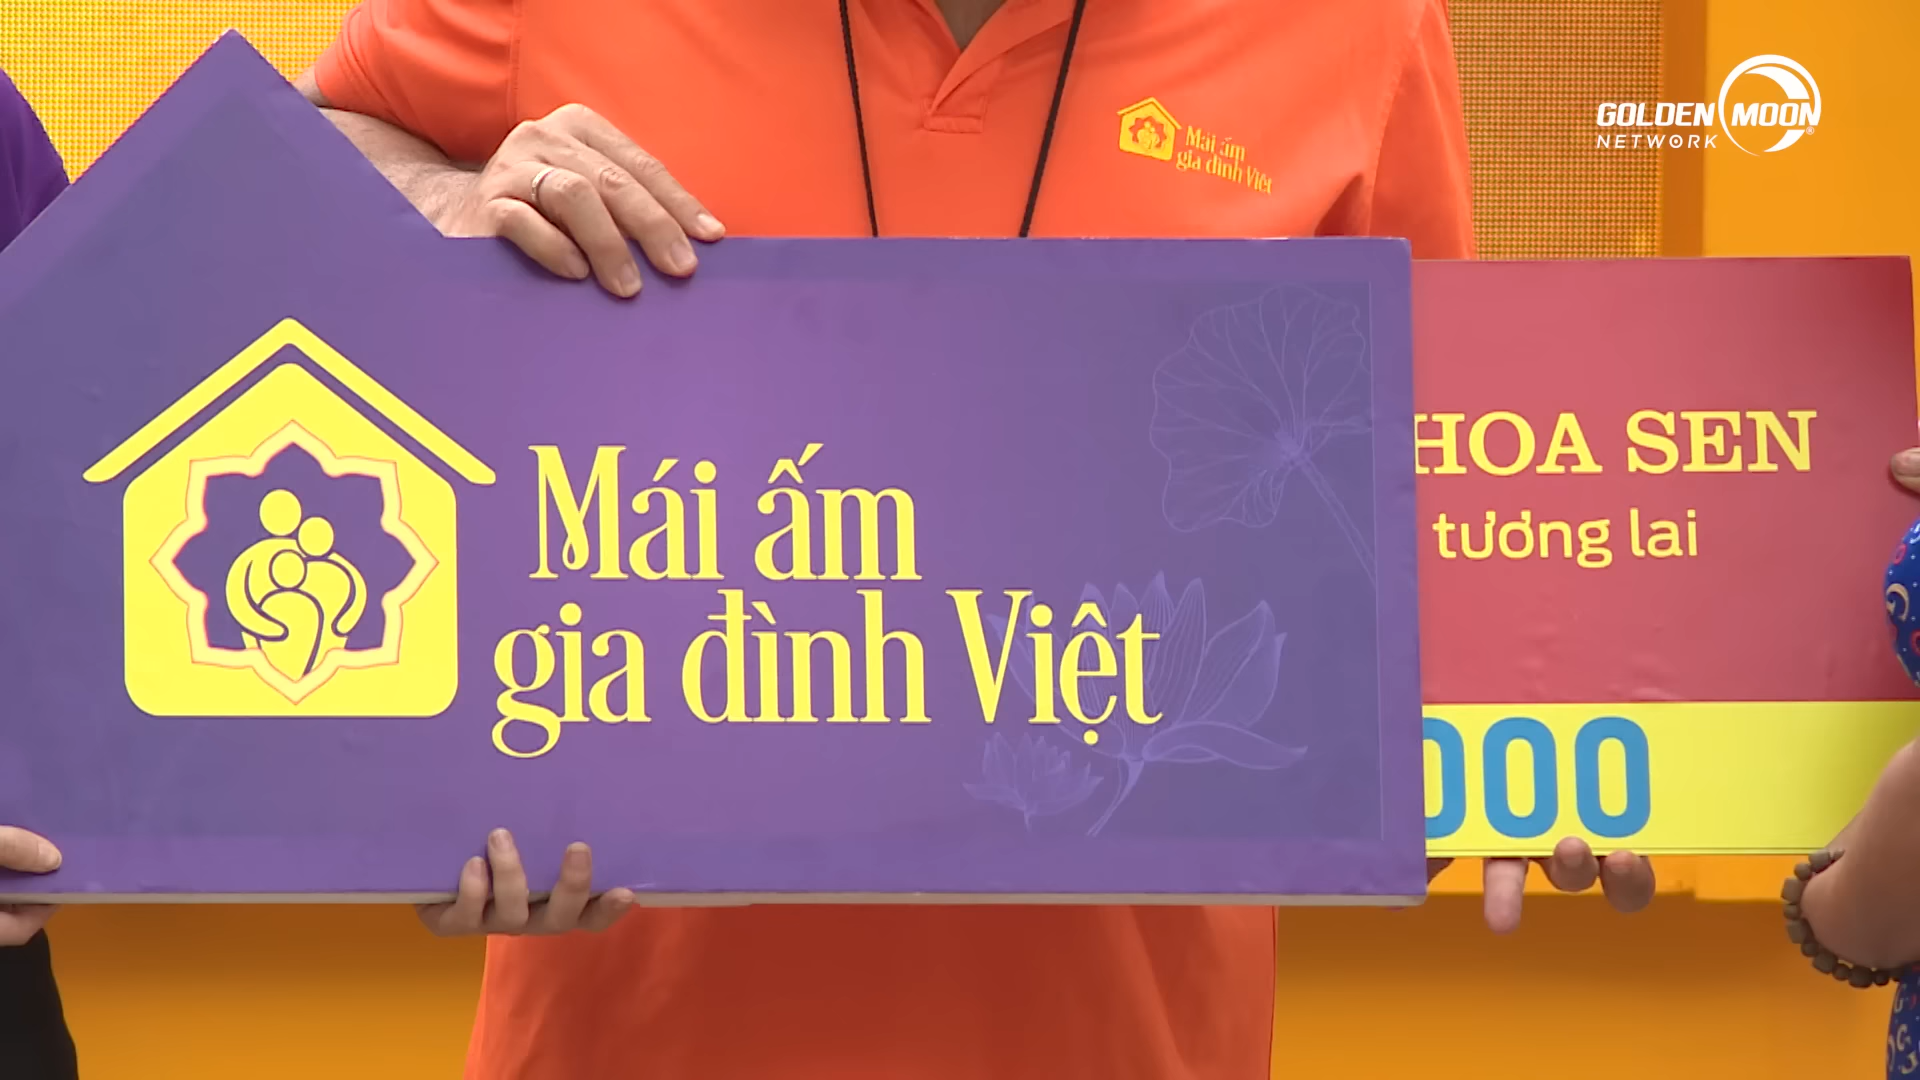 GOLDEN MOON
NETWORK
Mái ấm
gia đình Việt
Mái ấm
gia đình Việt
HOA SEN
tương lai
000